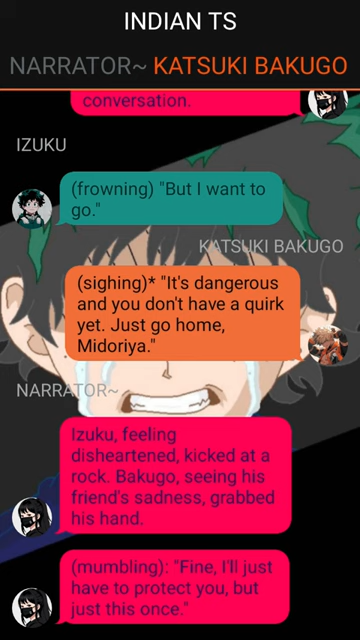 INDIAN TS
NARRATOR~ KATSUKI BAKUGO
conversation.
IZUKU
(frowning) "But I want to
go."
KATSUKI BAKUGO
(sighing)* "It's dangerous
and you don't have a quirk
yet. Just go home,
Midoriya."
NARRATOR~
Izuku, feeling
disheartened, kicked at a
rock. Bakugo, seeing his
friend's sadness, grabbed
his hand.
(mumbling): "Fine, I'll just
have to protect you, but
just this once."